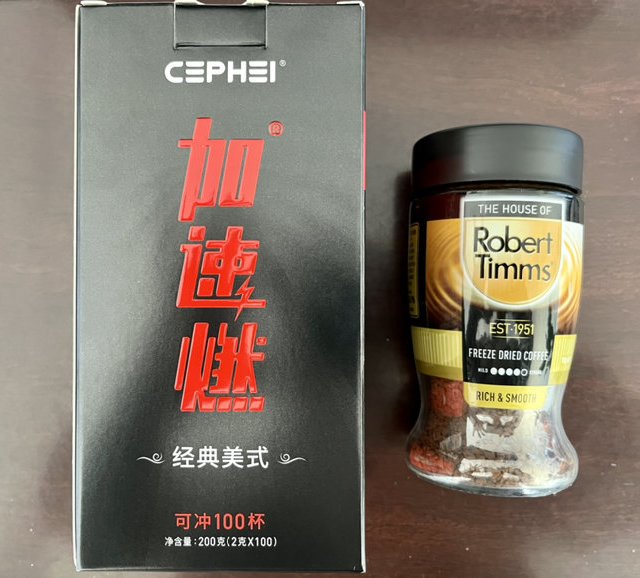 CEPHEI®
加速燃®
经典美式
可冲100杯
净含量:200克(2克X100)
THE HOUSE OF
Robert
Timms
EST·1951
FREEZE DRIED COFFEE
MILD STRONG
RICH & SMOOTH